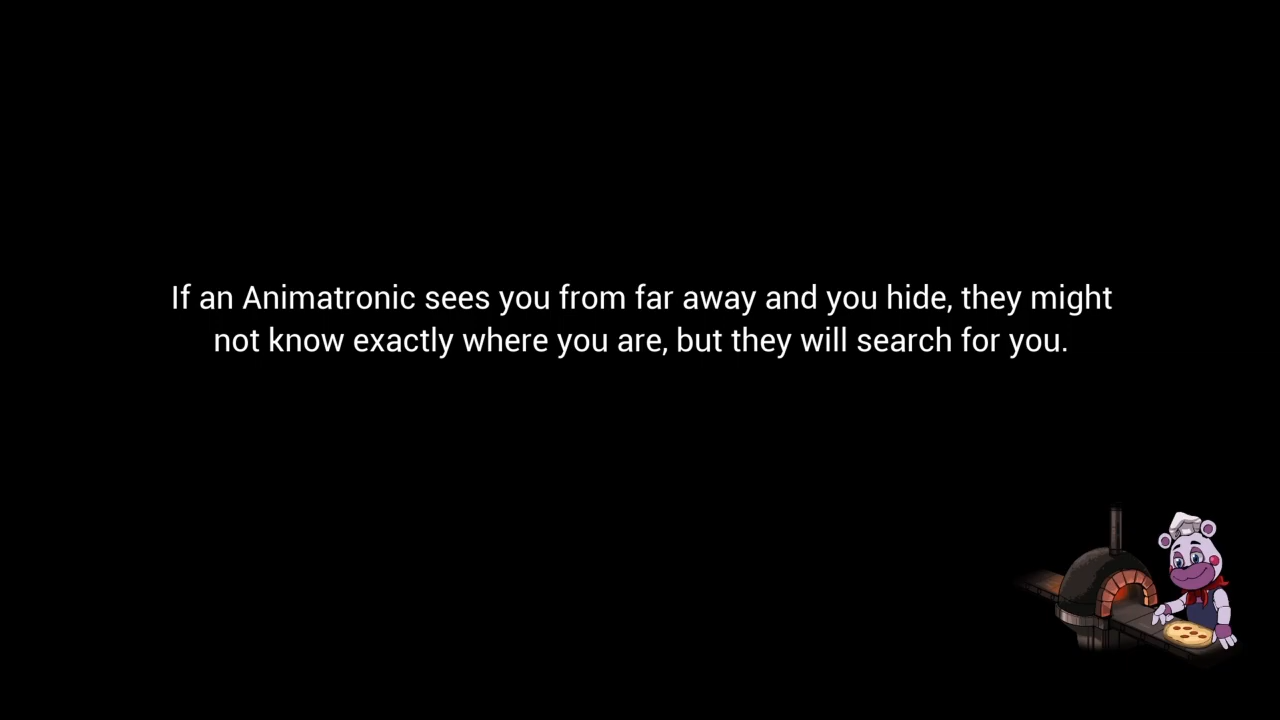 If an Animatronic sees you from far away and you hide, they might
not know exactly where you are, but they will search for you.